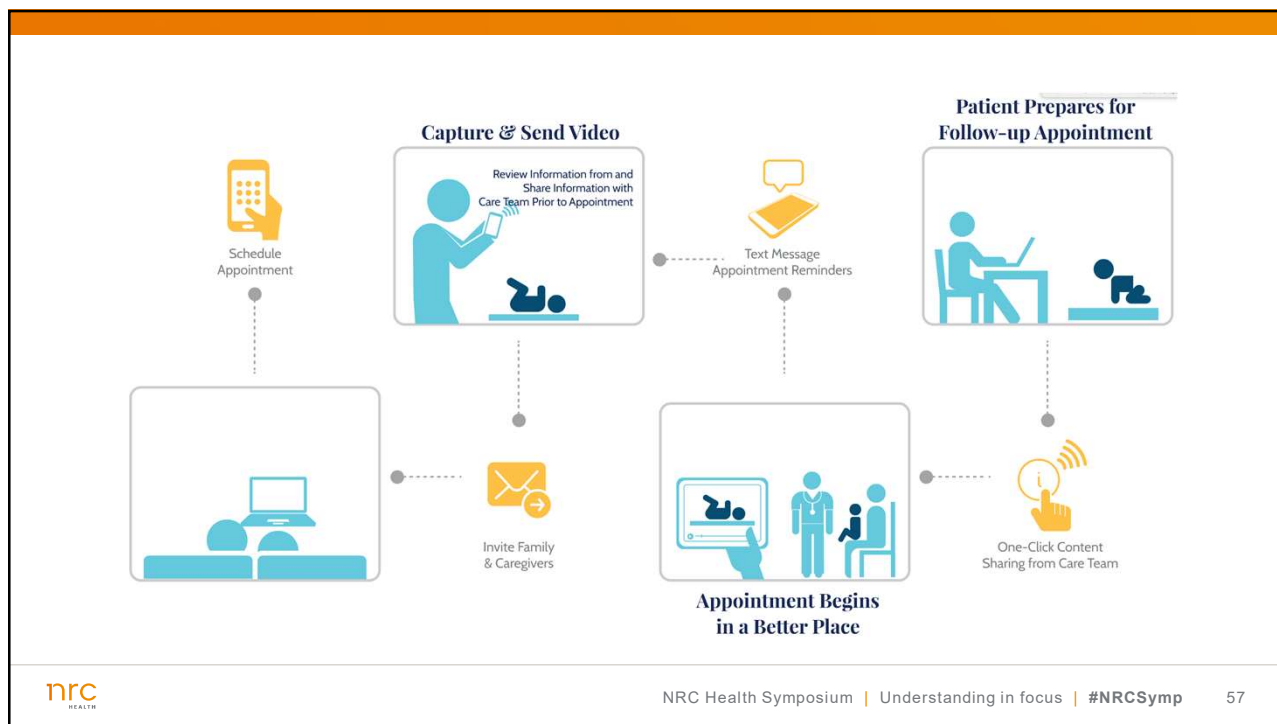 Schedule
Appointment
Capture & Send Video
Review Information from and
Share Information with
Care Team Prior to Appointment
Invite Family
& Caregivers
Text Message
Appointment Reminders
Appointment Begins
in a Better Place
Patient Prepares for
Follow-up Appointment
i
One-Click Content
Sharing from Care Team
nrc
HEALTH
NRC Health Symposium | Understanding in focus | #NRCSymp 57